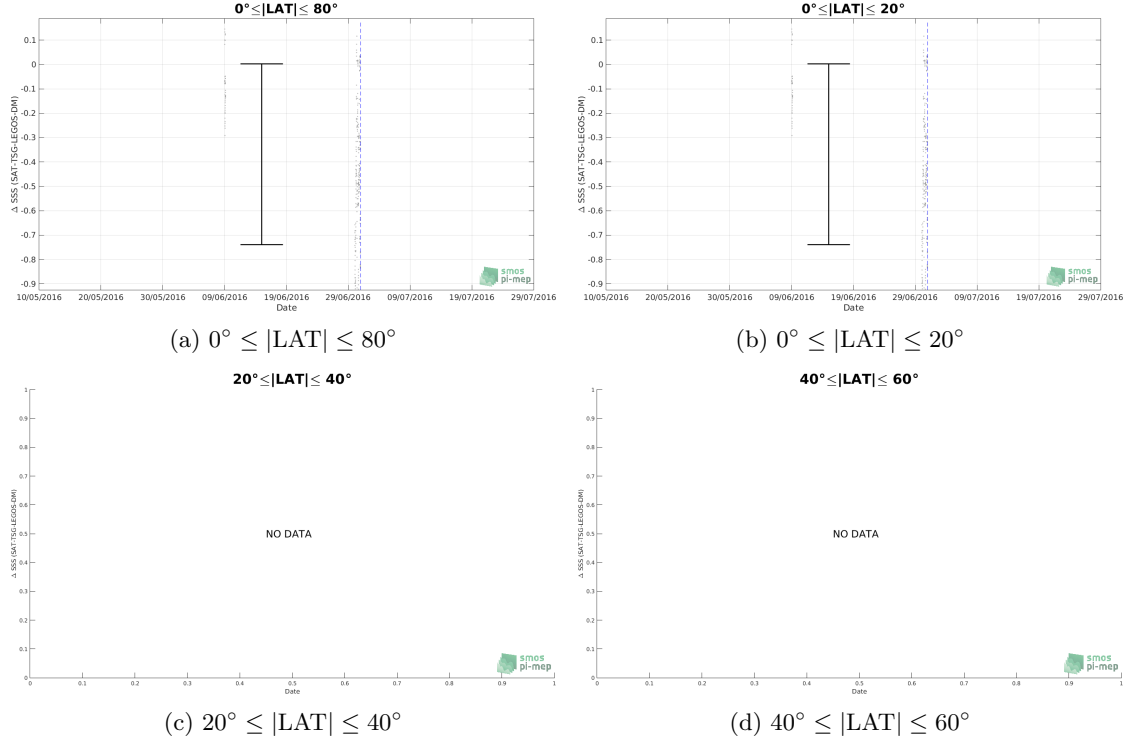 0°≤|LAT|≤ 80°
0.1
0
-0.1
-0.2
-0.3
-0.4
-0.5
-0.6
-0.7
-0.8
-0.9
Δ SSS (SAT-TSG-LEGOS-DM)
10/05/2016 20/05/2016 30/05/2016 09/06/2016 19/06/2016 29/06/2016 09/07/2016 19/07/2016 29/07/2016
Date
smos
pi-mep
(a) 0° ≤ |LAT| ≤ 80°
0°≤|LAT|≤ 20°
0.1
0
-0.1
-0.2
-0.3
-0.4
-0.5
-0.6
-0.7
-0.8
-0.9
Δ SSS (SAT-TSG-LEGOS-DM)
10/05/2016 20/05/2016 30/05/2016 09/06/2016 19/06/2016 29/06/2016 09/07/2016 19/07/2016 29/07/2016
Date
smos
pi-mep
(b) 0° ≤ |LAT| ≤ 20°
20°≤|LAT|≤ 40°
1
0.9
0.8
0.7
0.6
0.5
0.4
0.3
0.2
0.1
0
Δ SSS (SAT-TSG-LEGOS-DM)
NO DATA
0 0.1 0.2 0.3 0.4 0.5 0.6 0.7 0.8 0.9 1
Date
smos
pi-mep
(c) 20° ≤ |LAT| ≤ 40°
40°≤|LAT|≤ 60°
1
0.9
0.8
0.7
0.6
0.5
0.4
0.3
0.2
0.1
0
Δ SSS (SAT-TSG-LEGOS-DM)
NO DATA
0 0.1 0.2 0.3 0.4 0.5 0.6 0.7 0.8 0.9 1
Date
smos
pi-mep
(d) 40° ≤ |LAT| ≤ 60°